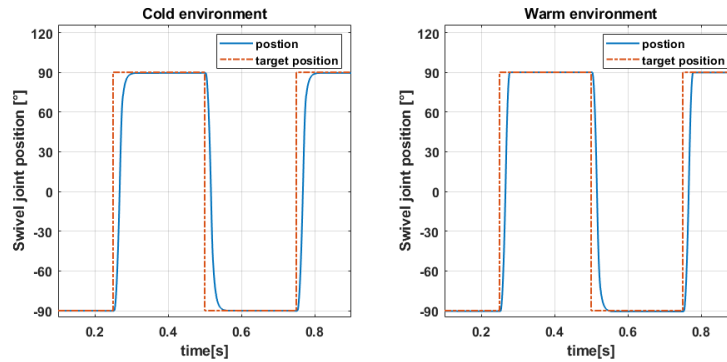 Cold environment
120
90
60
30
0
-30
-60
-90
Swivel joint position [°]
0.2 0.4 0.6 0.8
time[s]
postion
target position
Warm environment
120
90
60
30
0
-30
-60
-90
Swivel joint position [°]
0.2 0.4 0.6 0.8
time[s]
postion
target position